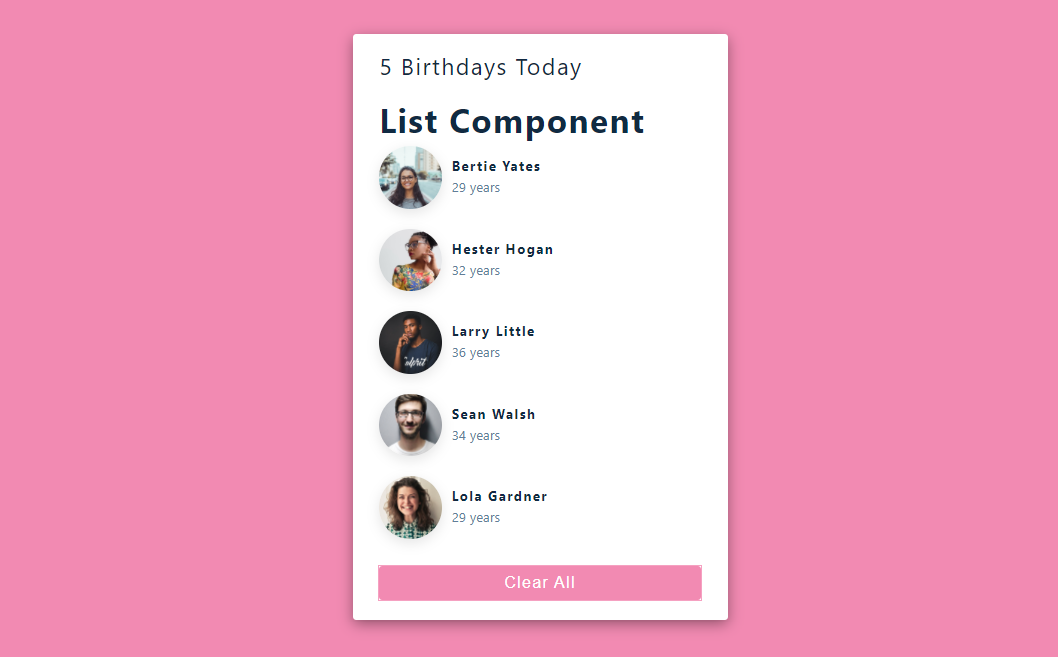 5 Birthdays Today
List Component
Bertie Yates
29 years
Hester Hogan
32 years
Larry Little
36 years
Sean Walsh
34 years
Lola Gardner
29 years
Clear All